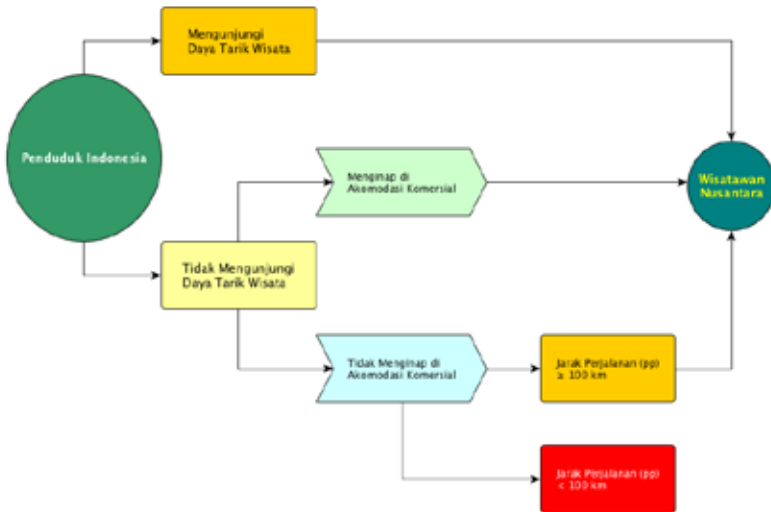 Mengunjungi
Daya Tarik Wisata
Penduduk Indonesia
Menginap di
Akomodasi Komersial
Wisatawan
Nusantara
Tidak Mengunjungi
Daya Tarik Wisata
Tidak Menginap di
Akomodasi Komersial
Jarak Perjalanan (pp)
≥ 100 km
Jarak Perjalanan (pp)
< 100 km